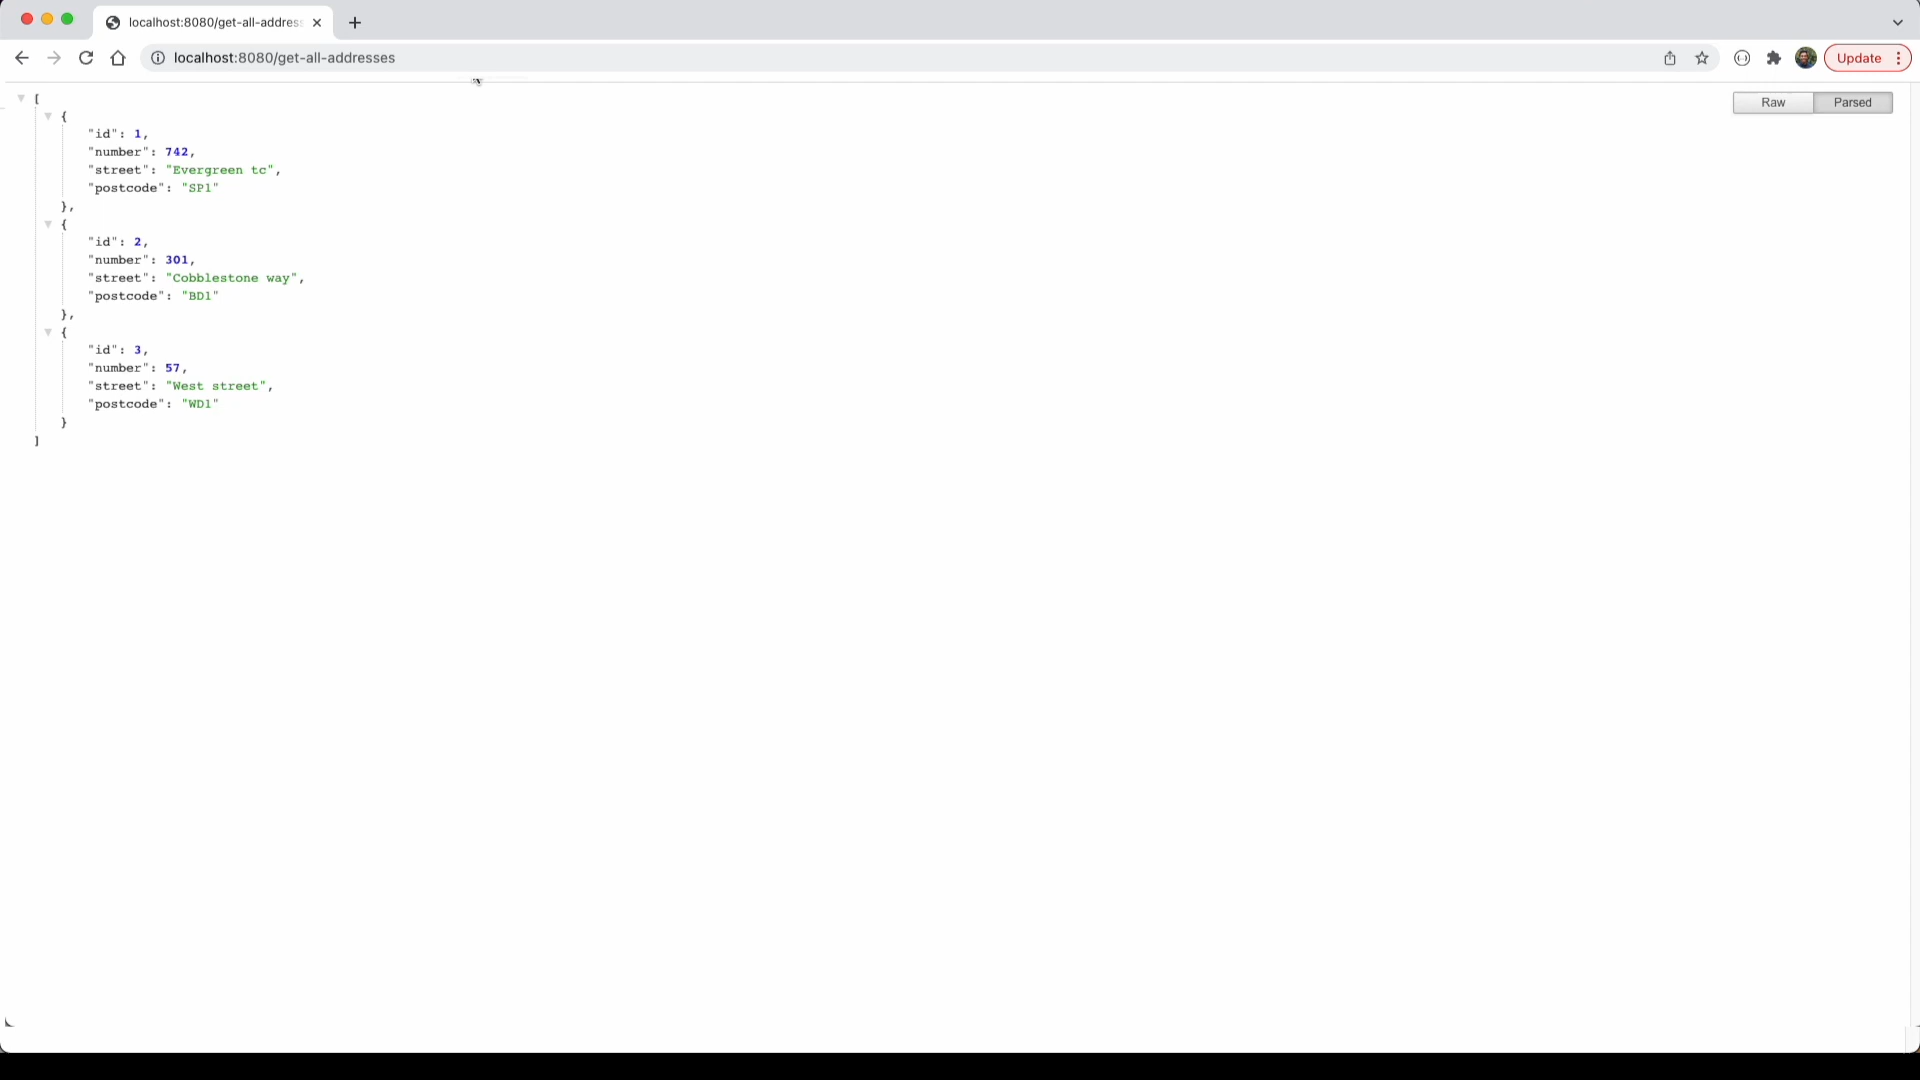 localhost:8080/get-all-addres
localhost:8080/get-all-addresses
Update
Raw
Parsed
[
{
"id": 1,
"number": 742,
"street": "Evergreen tc",
"postcode": "SP1"
},
{
"id": 2,
"number": 301,
"street": "Cobblestone way",
"postcode": "BD1"
},
{
"id": 3,
"number": 57,
"street": "West street",
"postcode": "WD1"
}
]